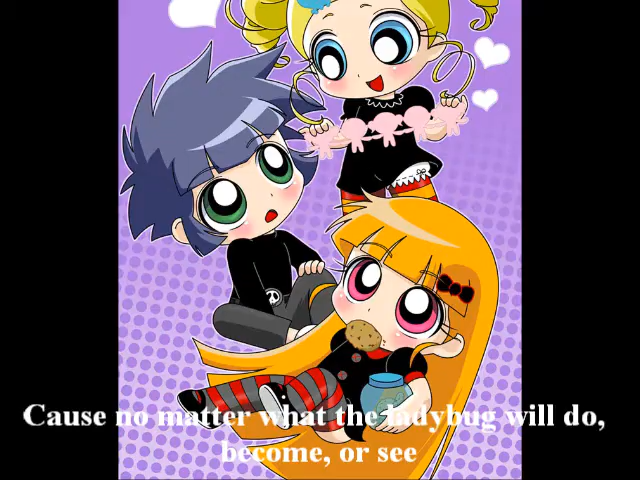 Cause no matter what the ladybug will do,
become, or see